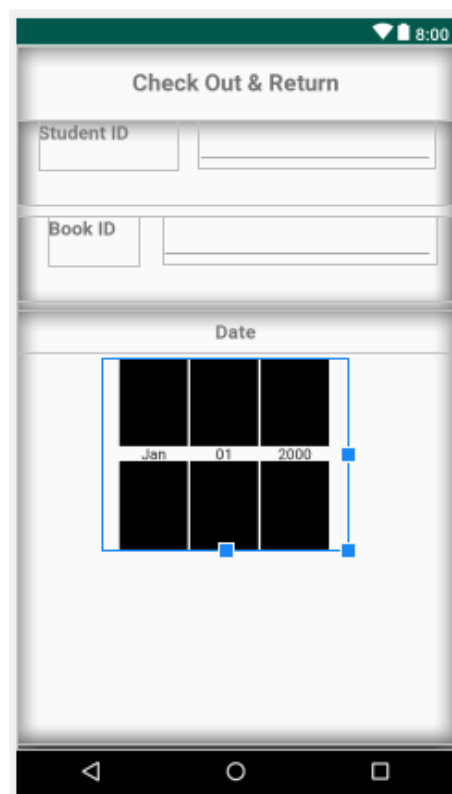 8:00
Check Out & Return
Student ID
Book ID
Date
Jan 01 2000